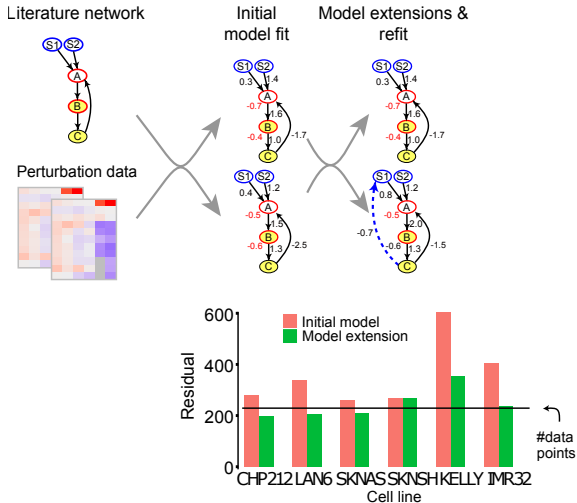 Literature network
Initial
model fit
Model extensions &
refit
S1 S2
A
B
C
Perturbation data
S1 S2
0.3 1.4
A
-0.7
1.6
B
-0.4
1.0
-1.7
C
S1 S2
0.4 1.2
A
-0.5
1.5
B
-0.6
1.3
-2.5
C
S1 S2
0.3 1.4
A
-0.7
1.6
B
-0.4
1.0
-1.7
C
S1 S2
0.8 1.2
A
-0.5
2.0
-0.7
B
-0.6
1.3
-1.5
C
Residual
600
400
200
0
Initial model
Model extension
#data
points
CHP212 LAN6 SKNAS SKNSH KELLY IMR32
Cell line